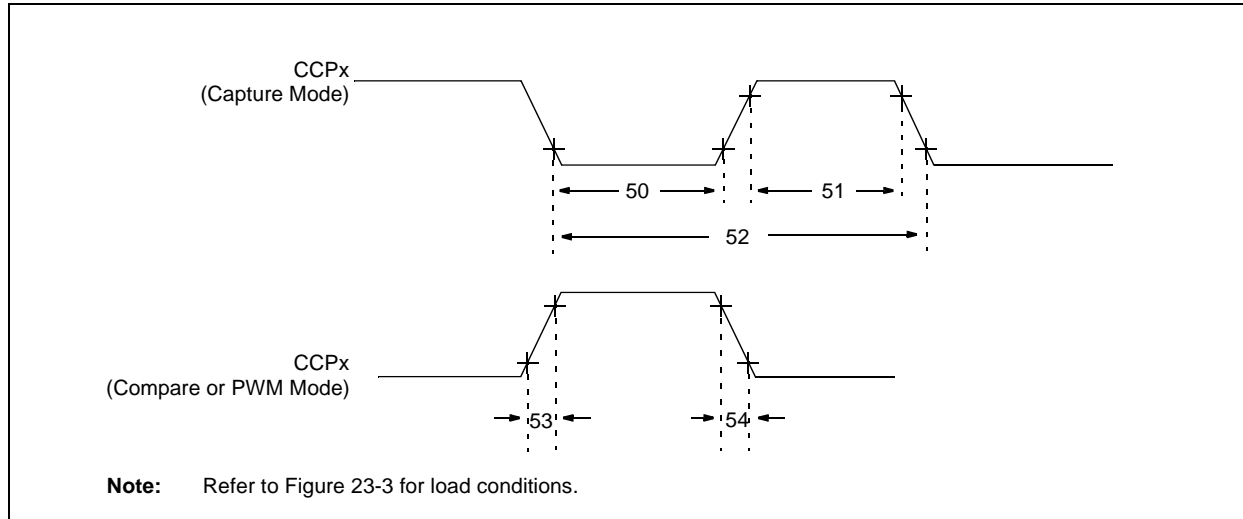 CCPx
(Capture Mode)
50
51
52
CCPx
(Compare or PWM Mode)
53
54
Note: Refer to Figure 23-3 for load conditions.